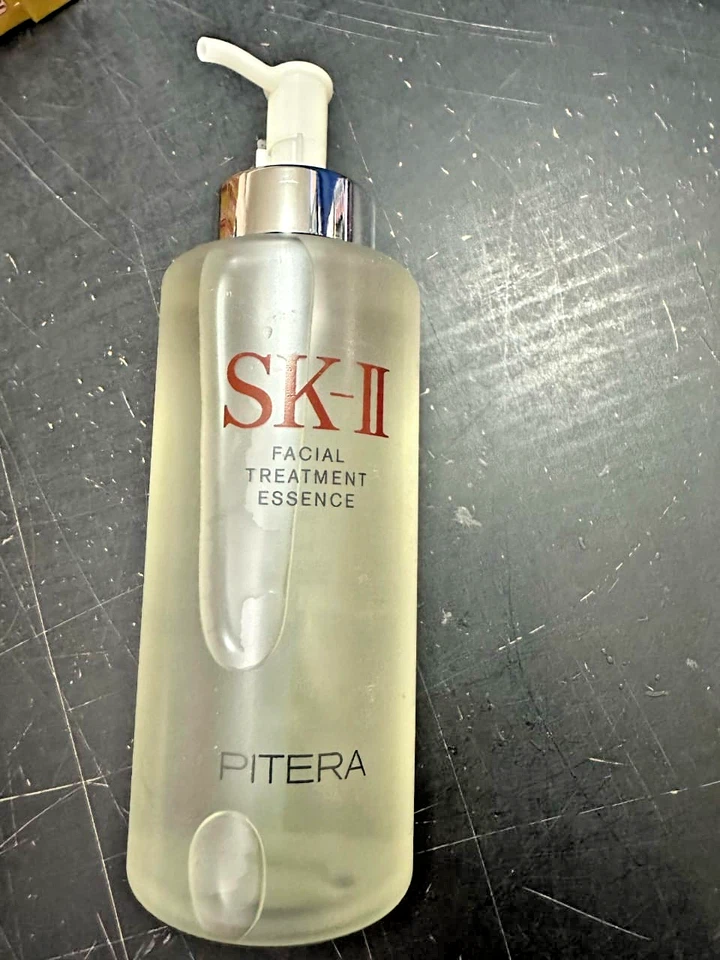 SK-II
FACIAL
TREATMENT
ESSENCE
PITERA